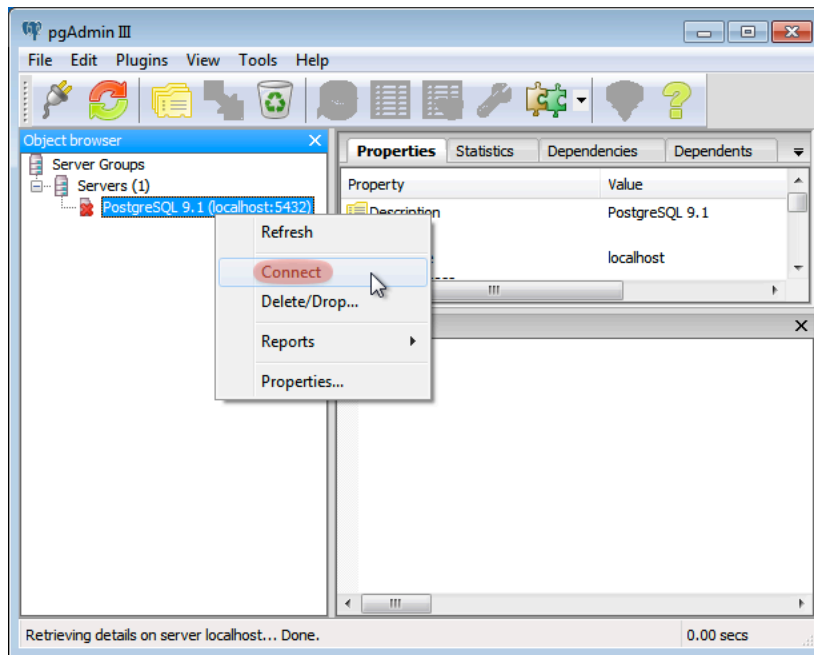 pgAdmin III
File Edit Plugins View Tools Help
Object browser
Server Groups
Servers (1)
PostgreSQL 9.1 (localhost:5432)
Properties Statistics Dependencies Dependents
Property Value
Description PostgreSQL 9.1
localhost
Refresh
Connect
Delete/Drop...
Reports
Properties...
Retrieving details on server localhost... Done. 0.00 secs